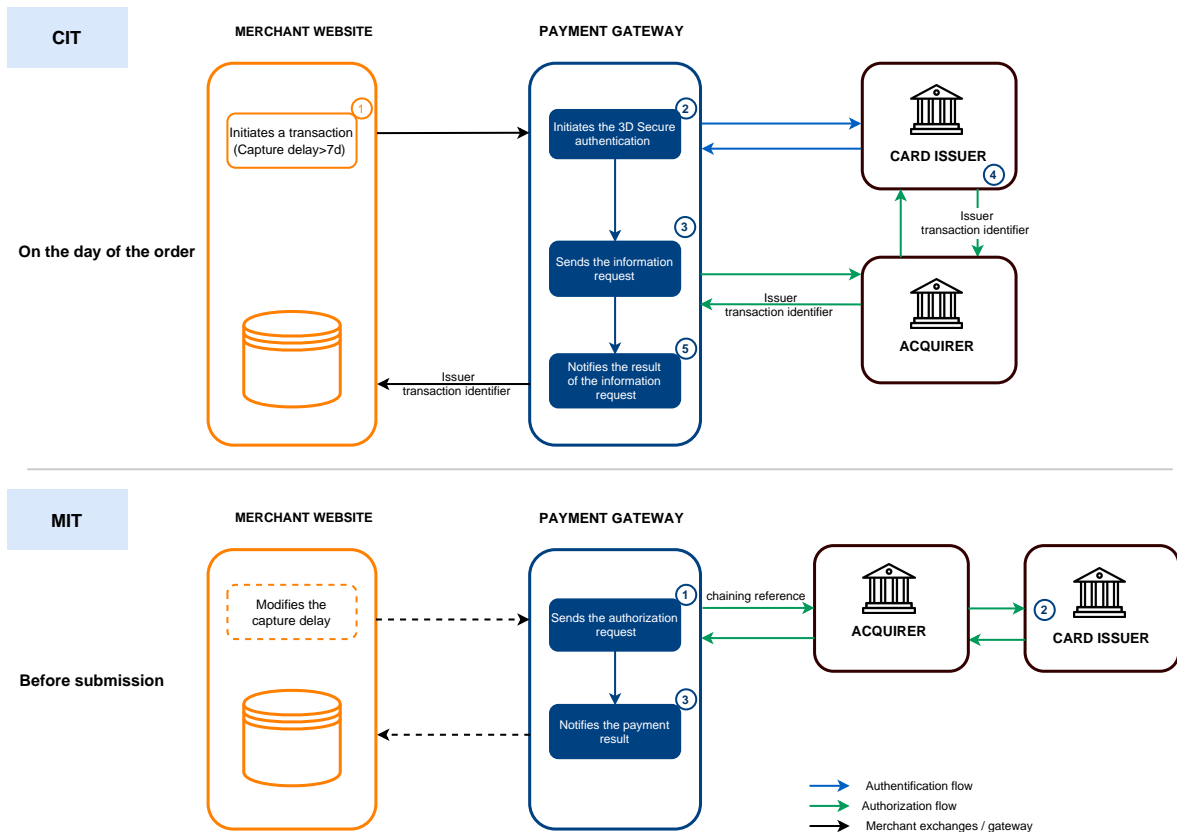 CIT
MERCHANT WEBSITE
PAYMENT GATEWAY
1
Initiates a transaction
(Capture delay>7d)
2
Initiates the 3D Secure
authentication
CARD ISSUER
4
On the day of the order
3
Sends the information
request
Issuer
transaction identifier
Issuer
transaction identifier
ACQUIRER
5
Notifies the result
of the information
request
Issuer
transaction identifier
MIT
MERCHANT WEBSITE
PAYMENT GATEWAY
Modifies the
capture delay
1
Sends the authorization
request
chaining reference
ACQUIRER
2
CARD ISSUER
Before submission
3
Notifies the payment
result
Authentification flow
Authorization flow
Merchant exchanges / gateway